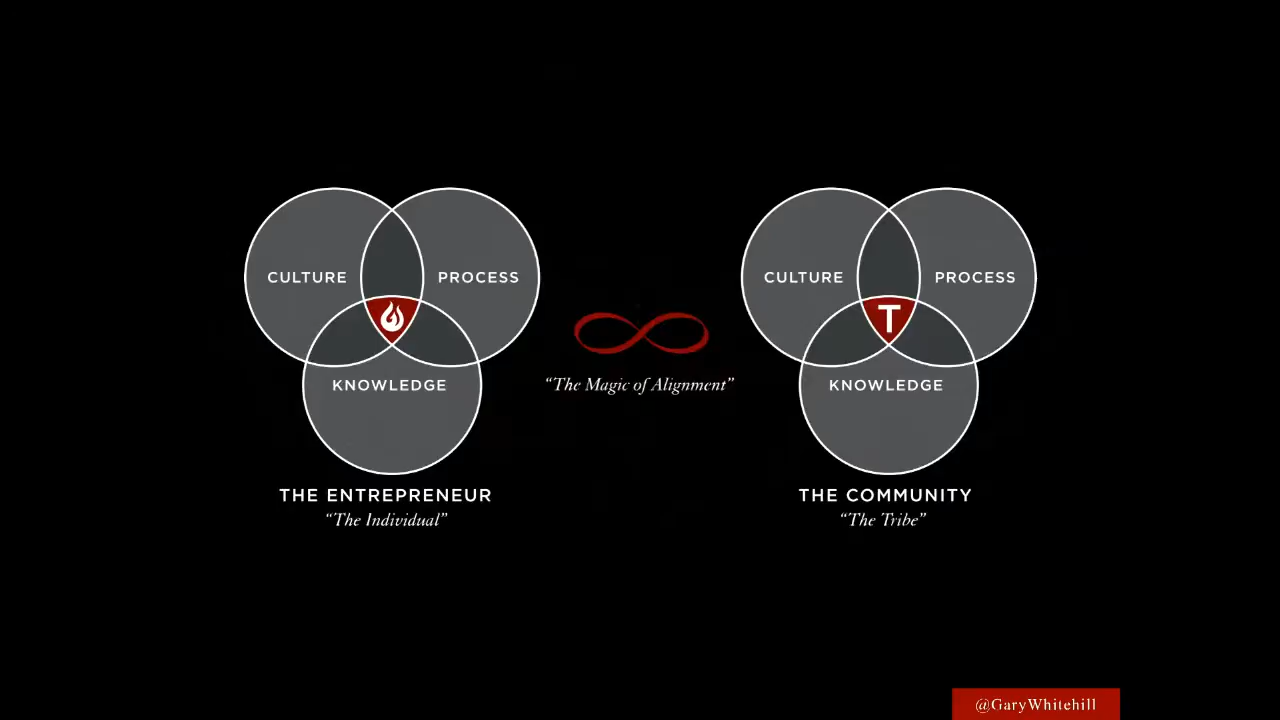 CULTURE
PROCESS
KNOWLEDGE
THE ENTREPRENEUR
“The Individual”
“The Magic of Alignment”
CULTURE
PROCESS
T
KNOWLEDGE
THE COMMUNITY
“The Tribe”
@GaryWhitehill